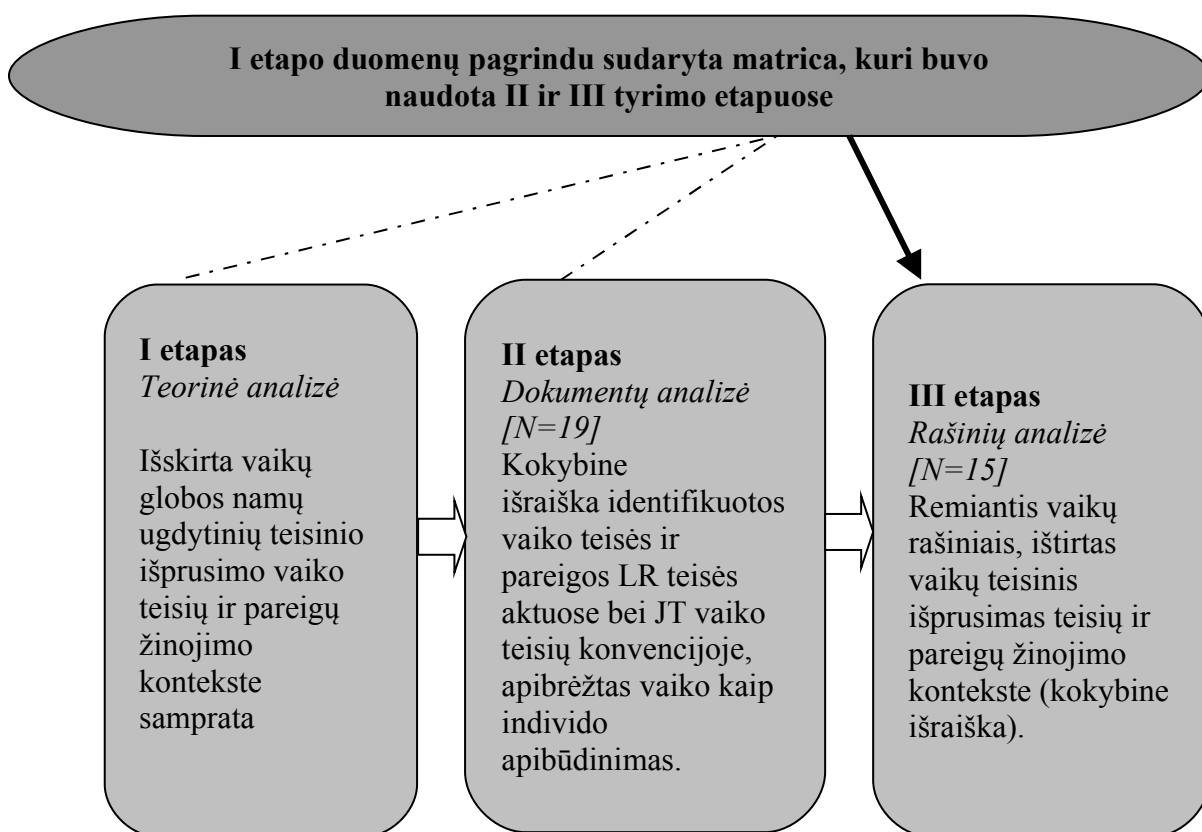 I etapo duomenų pagrindu sudaryta matrica, kuri buvo
naudota II ir III tyrimo etapuose
I etapas
Teorinė analizė
Išskirta vaikų
globos namų
ugdytinių teisinio
išprusimo vaiko
teisių ir pareigų
žinojimo
kontekste
samprata
II etapas
Dokumentų analizė
[N=19]
Kokybine
išraiška identifikuotos
vaiko teisės ir
pareigos LR teisės
aktuose bei JT vaiko
teisių konvencijoje,
apibrėžtas vaiko kaip
individo
apibūdinimas.
III etapas
Rašinių analizė
[N=15]
Remiantis vaikų
rašiniais, ištirtas
vaikų teisinis
išprusimas teisių ir
pareigų žinojimo
kontekste (kokybine
išraiška).